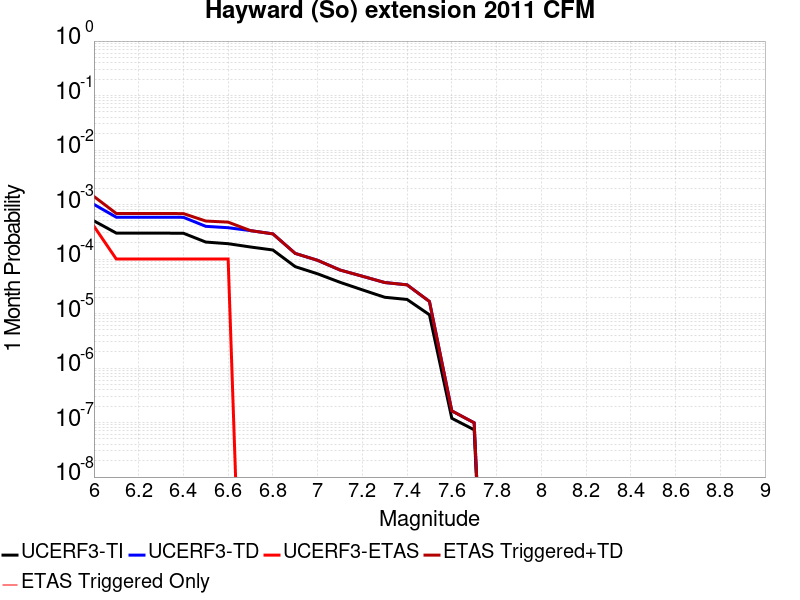 Hayward (So) extension 2011 CFM
1 Month Probability
10^0
10^-1
10^-2
10^-3
10^-4
10^-5
10^-6
10^-7
10^-8
6 6.2 6.4 6.6 6.8 7 7.2 7.4 7.6 7.8 8 8.2 8.4 8.6 8.8 9
Magnitude
UCERF3-TI UCERF3-TD UCERF3-ETAS ETAS Triggered+TD
ETAS Triggered Only